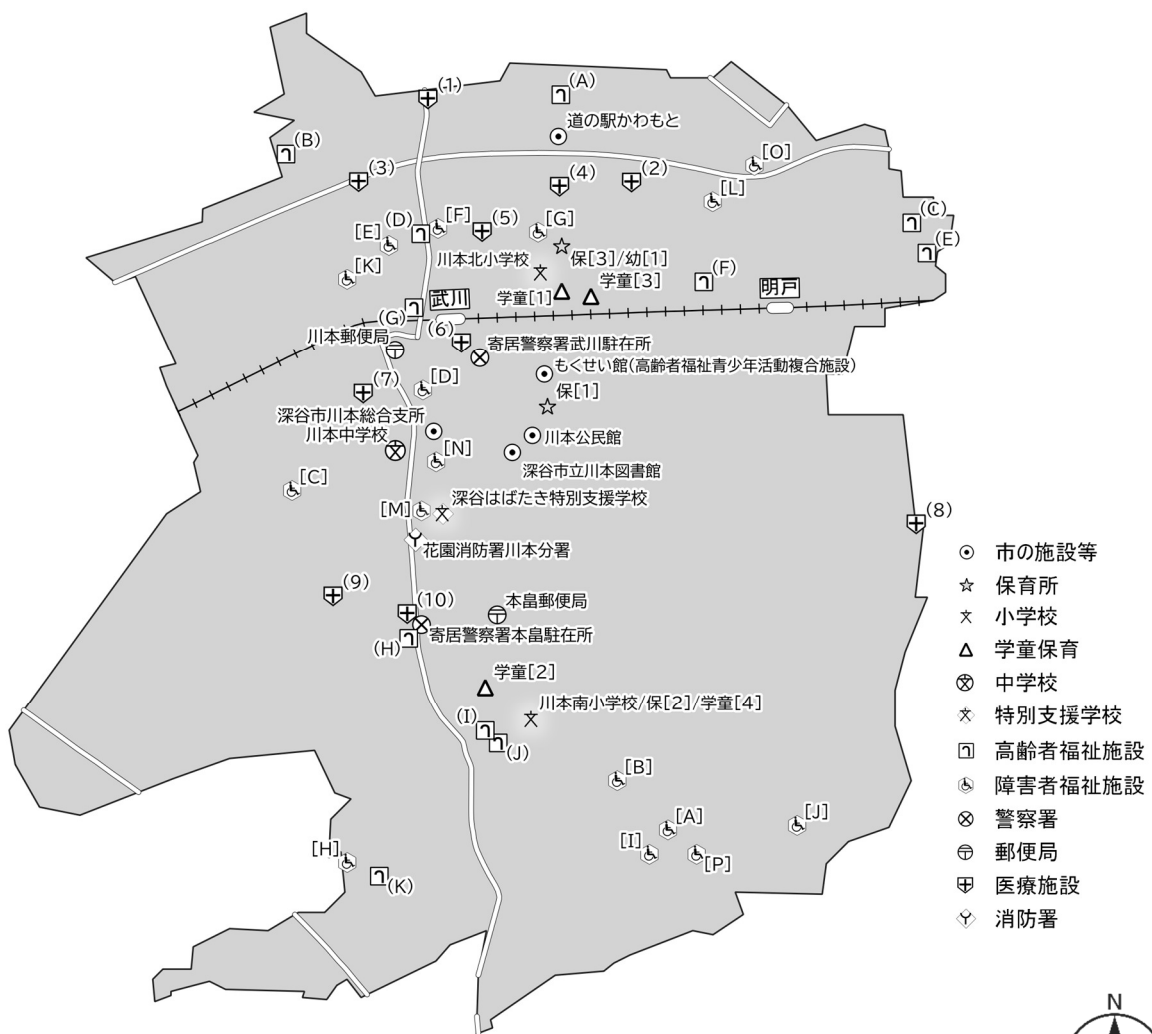 (1)
(A)
道の駅かわもと
(B)
[O]
(3)
(4)
(2)
[L]
(C)
[F]
(D)
(5)
[G]
[E]
(E)
保[3]/幼[1]
川本北小学校
[K]
学童[3]
(F)
学童[1]
明戸
武川
(G)
川本郵便局
(6)
寄居警察署武川駐在所
もくせい館(高齢者福祉青少年活動複合施設)
(7)
[D]
保[1]
深谷市川本総合支所
川本中学校
川本公民館
[N]
深谷市立川本図書館
[C]
深谷はばたき特別支援学校
[M]
(8)
花園消防署川本分署
(9)
(10)
本畠郵便局
寄居警察署本畠駐在所
(H)
学童[2]
川本南小学校/保[2]/学童[4]
(I)
(J)
[B]
[A]
[J]
[I]
[P]
[H]
(K)
市の施設等
保育所
小学校
学童保育
中学校
特別支援学校
高齢者福祉施設
障害者福祉施設
警察署
郵便局
医療施設
消防署
N